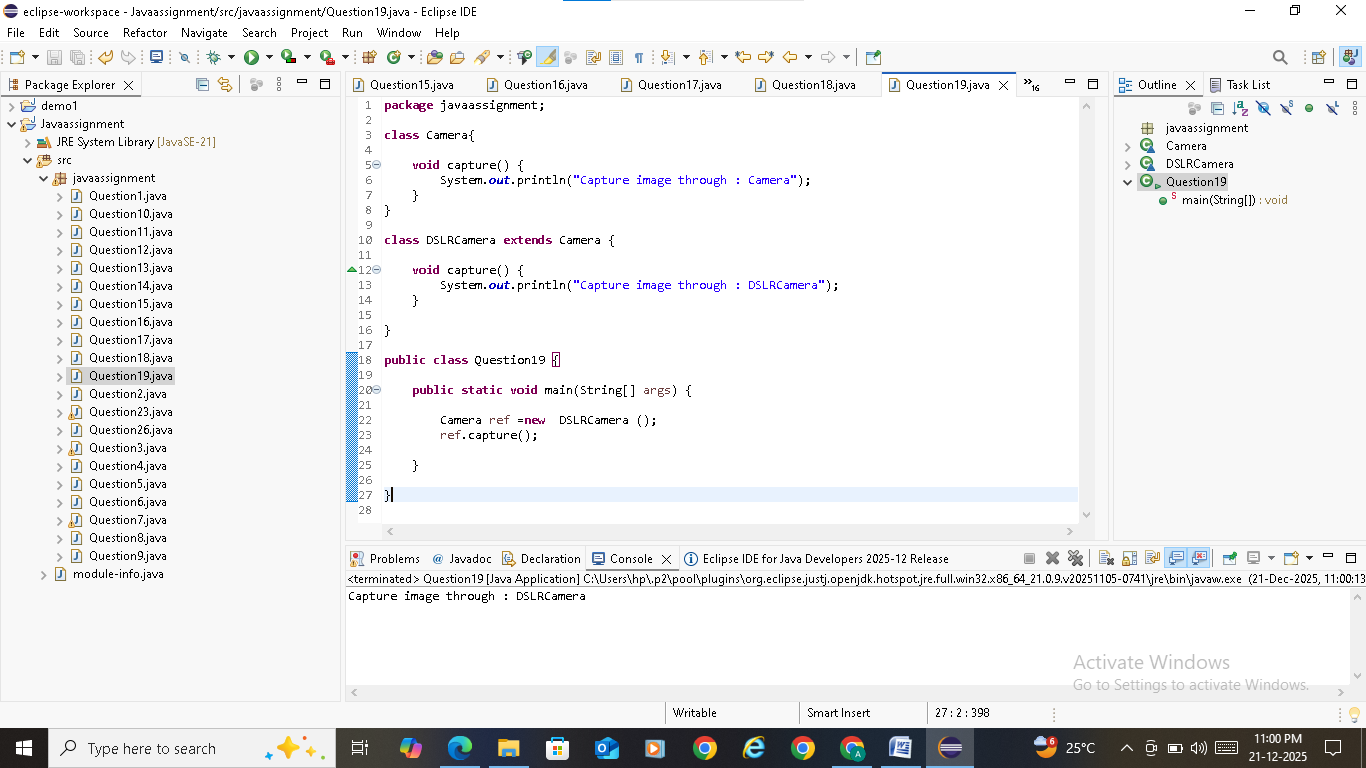 eclipse-workspace - Javaassignment/src/javaassignment/Question19.java - Eclipse IDE
File Edit Source Refactor Navigate Search Project Run Window Help
Package Explorer
demo1
Javaassignment
JRE System Library [JavaSE-21]
src
javaassignment
Question1.java
Question10.java
Question11.java
Question12.java
Question13.java
Question14.java
Question15.java
Question16.java
Question17.java
Question18.java
Question19.java
Question2.java
Question23.java
Question26.java
Question3.java
Question4.java
Question5.java
Question6.java
Question7.java
Question8.java
Question9.java
module-info.java
Question15.java Question16.java Question17.java Question18.java Question19.java »16
1 package javaassignment;
2
3 class Camera{
4
5 void capture() {
6 System.out.println("Capture image through : Camera");
7 }
8 }
9
10 class DSLRCamera extends Camera {
11
12 void capture() {
13 System.out.println("Capture image through : DSLRCamera");
14 }
15
16 }
17
18 public class Question19 {
19
20 public static void main(String[] args) {
21
22 Camera ref =new  DSLRCamera ();
23 ref.capture();
24
25 }
26
27 }
28
Outline Task List
javaassignment
Camera
DSLRCamera
Question19
main(String[]) : void
Problems Javadoc Declaration Console Eclipse IDE for Java Developers 2025-12 Release
<terminated> Question19 [Java Application] C:\Users\hp\.p2\pool\plugins\org.eclipse.justj.openjdk.hotspot.jre.full.win32.x86_64_21.0.9.v20251105-0741\jre\bin\javaw.exe (21-Dec-2025, 11:00:13
Capture image through : DSLRCamera
Activate Windows
Go to Settings to activate Windows.
Writable Smart Insert 27 : 2 : 398
Type here to search
6 25°C
11:00 PM
21-12-2025